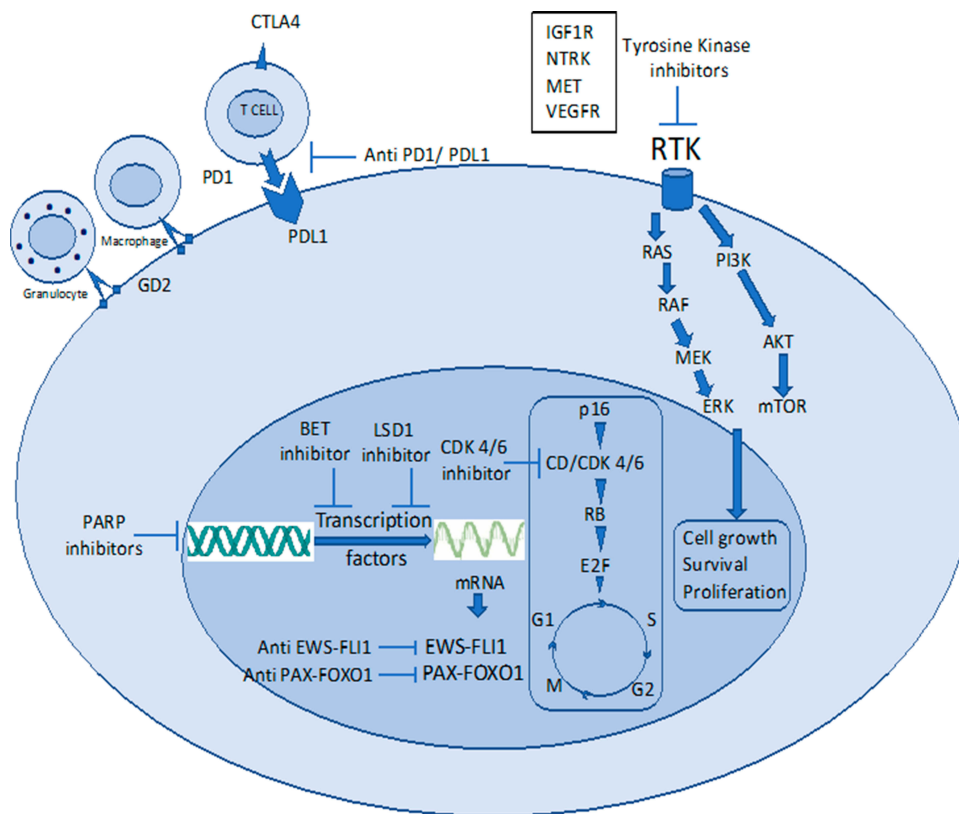 CTLA4
T CELL
PD1
Anti PD1/ PDL1
PDL1
Macrophage
Granulocyte
GD2
IGF1R
NTRK
MET
VEGFR
Tyrosine Kinase
inhibitors
RTK
RAS
RAF
MEK
ERK
PI3K
AKT
mTOR
Cell growth
Survival
Proliferation
PARP
inhibitors
BET
inhibitor
LSD1
inhibitor
Transcription
factors
mRNA
Anti EWS-FLI1
EWS-FLI1
Anti PAX-FOXO1
PAX-FOXO1
CDK 4/6
inhibitor
p16
CD/CDK 4/6
RB
E2F
G1
S
M
G2